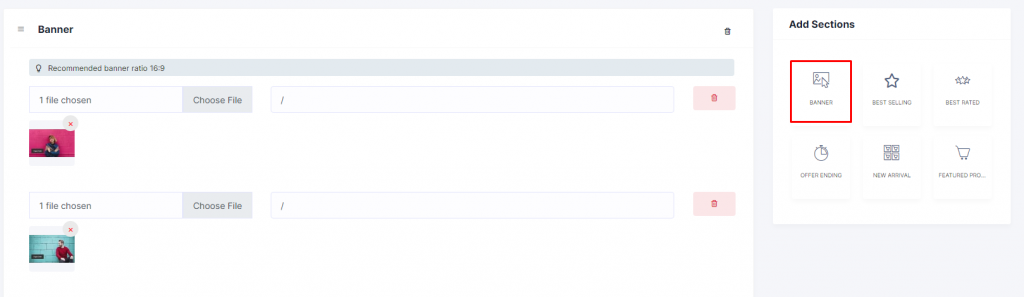 Banner
Recommended banner ratio 16:9
1 file chosen Choose File /
1 file chosen Choose File /
Add Sections
BANNER BEST SELLING BEST RATED
OFFER ENDING NEW ARRIVAL FEATURED PRO...